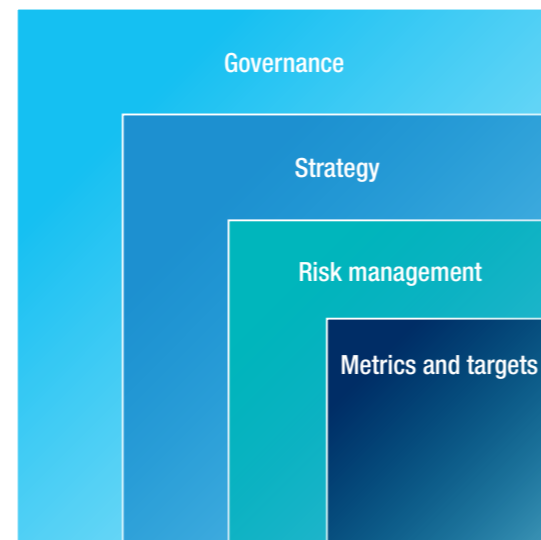 Governance
Strategy
Risk management
Metrics and targets